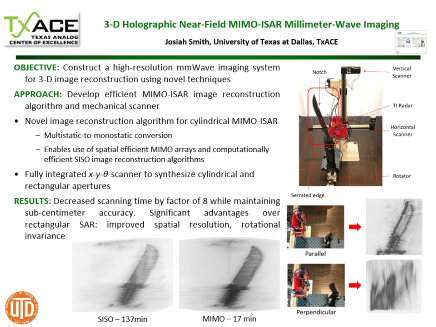 TxACE
TEXAS ANALOG
CENTER OF EXCELLENCE
3-D Holographic Near-Field MIMO-ISAR Millimeter-Wave Imaging
Josiah Smith, University of Texas at Dallas, TxACE
OBJECTIVE: Construct a high-resolution mmWave imaging system
for 3-D image reconstruction using novel techniques
APPROACH: Develop efficient MIMO-ISAR image reconstruction
algorithm and mechanical scanner
• Novel image reconstruction algorithm for cylindrical MIMO-ISAR
– Multistatic-to-monostatic conversion
– Enables use of spatial efficient MIMO arrays and computationally
efficient SISO image reconstruction algorithms
• Fully integrated x-y-θ scanner to synthesize cylindrical and
rectangular apertures
RESULTS: Decreased scanning time by factor of 8 while maintaining
sub-centimeter accuracy. Significant advantages over
rectangular SAR: improved spatial resolution, rotational
invariance
SISO – 137min
MIMO – 17 min
Notch
Vertical
Scanner
TI Radar
Horizontal
Scanner
Rotator
Serrated edge
Parallel
Perpendicular
UTD